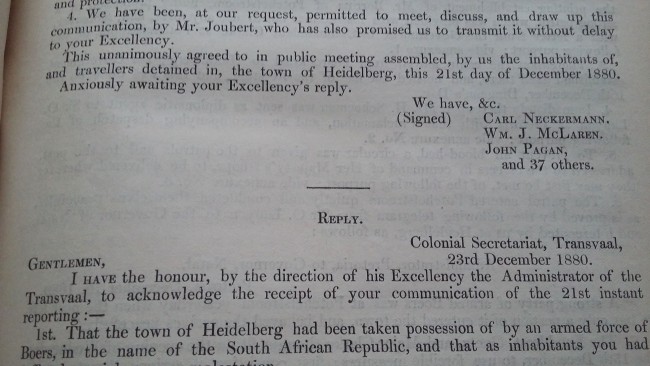 and protection.
4. We have been, at our request, permitted to meet, discuss, and draw up this
communication, by Mr. Joubert, who has also promised us to transmit it without delay
to your Excellency.
This unanimously agreed to in public meeting assembled, by us the inhabitants of,
and travellers detained in, the town of Heidelberg, this 21st day of December 1880.
Anxiously awaiting your Excellency's reply.
We have, &c.
(Signed) CARL NECKERMANN.
WM. J. MCLAREN.
JOHN PAGAN,
and 37 others.
REPLY.
Colonial Secretariat, Transvaal,
23rd December 1880.
GENTLEMEN,
I HAVE the honour, by the direction of his Excellency the Administrator of the
Transvaal, to acknowledge the receipt of your communication of the 21st instant
reporting :—
1st. That the town of Heidelberg had been taken possession of by an armed force of
Boers, in the name of the South African Republic, and that as inhabitants you had